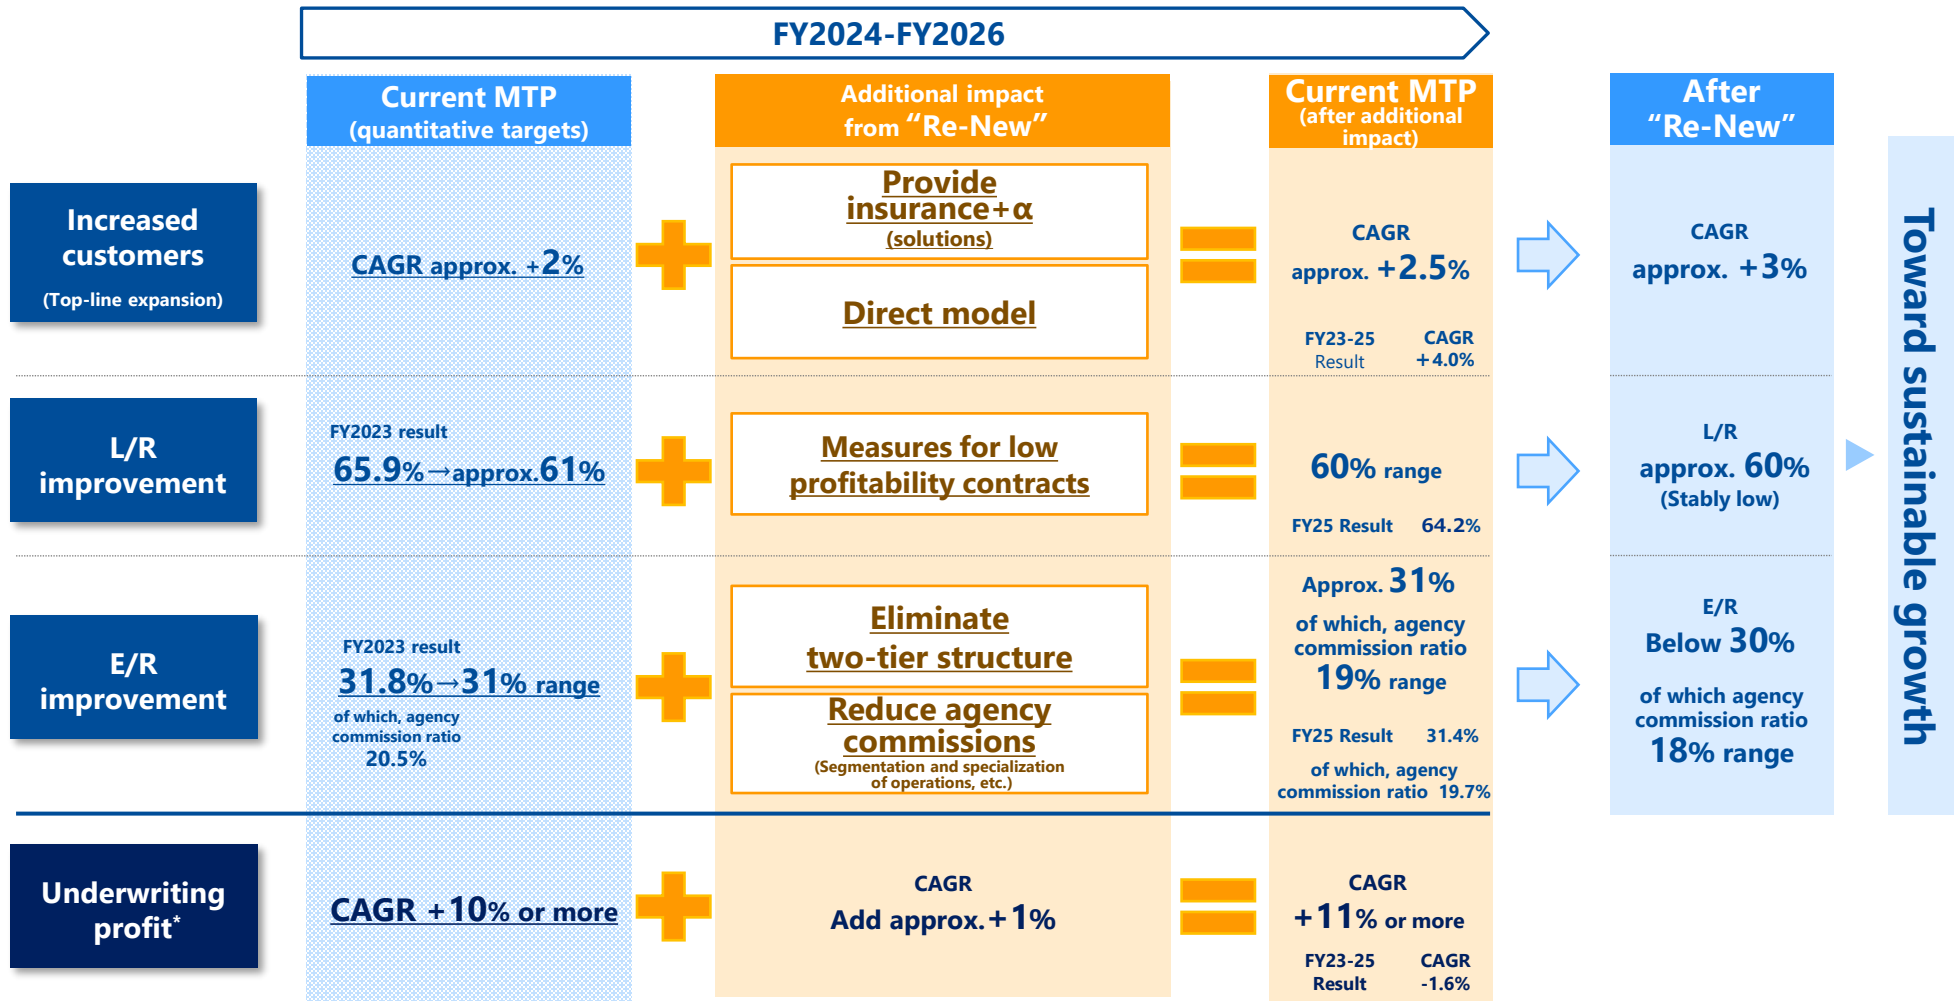 FY2024-FY2026
Current MTP
(quantitative targets)
Additional impact
from “Re-New”
Current MTP
(after additional
impact)
After
“Re-New”
Increased
customers
(Top-line expansion)
CAGR approx. +2%
Provide
insurance+α
(solutions)
Direct model
CAGR
approx. +2.5%
FY23-25 CAGR
Result +4.0%
CAGR
approx. +3%
L/R
improvement
FY2023 result
65.9%→approx.61%
Measures for low
profitability contracts
60% range
FY25 Result 64.2%
L/R
approx. 60%
(Stably low)
E/R
improvement
FY2023 result
31.8%→31% range
of which, agency
commission ratio
20.5%
Eliminate
two-tier structure
Reduce agency
commissions
(Segmentation and specialization
of operations, etc.)
Approx. 31%
of which, agency
commission ratio
19% range
FY25 Result 31.4%
of which, agency
commission ratio 19.7%
E/R
Below 30%
of which agency
commission ratio
18% range
Underwriting
profit*
CAGR +10% or more
CAGR
Add approx.+1%
CAGR
+11% or more
FY23-25 CAGR
Result -1.6%
Toward sustainable growth